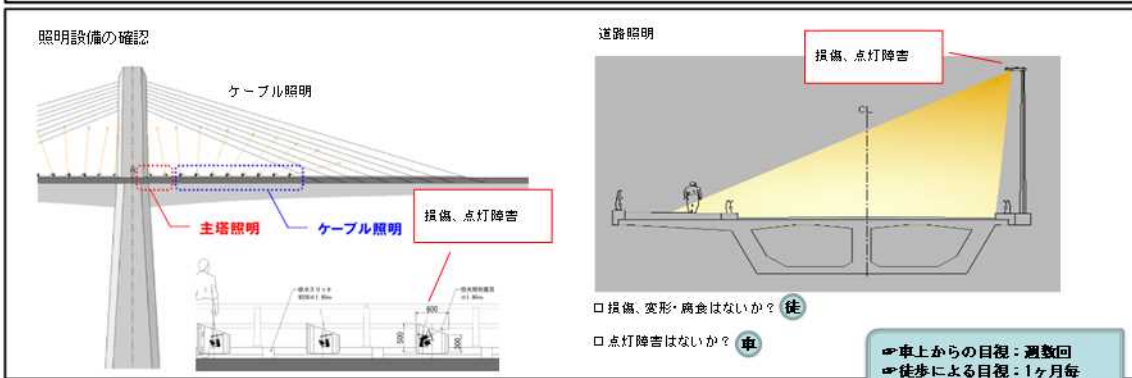 照明設備の確認
ケーブル照明
主塔照明
ケーブル照明
損傷、点灯障害
600
500
300
道路照明
損傷、点灯障害
CL
□損傷、変形・腐食はないか? 徒
□点灯障害はないか? 車
☞車上からの目視:週数回
☞徒歩による目視:1ヶ月毎